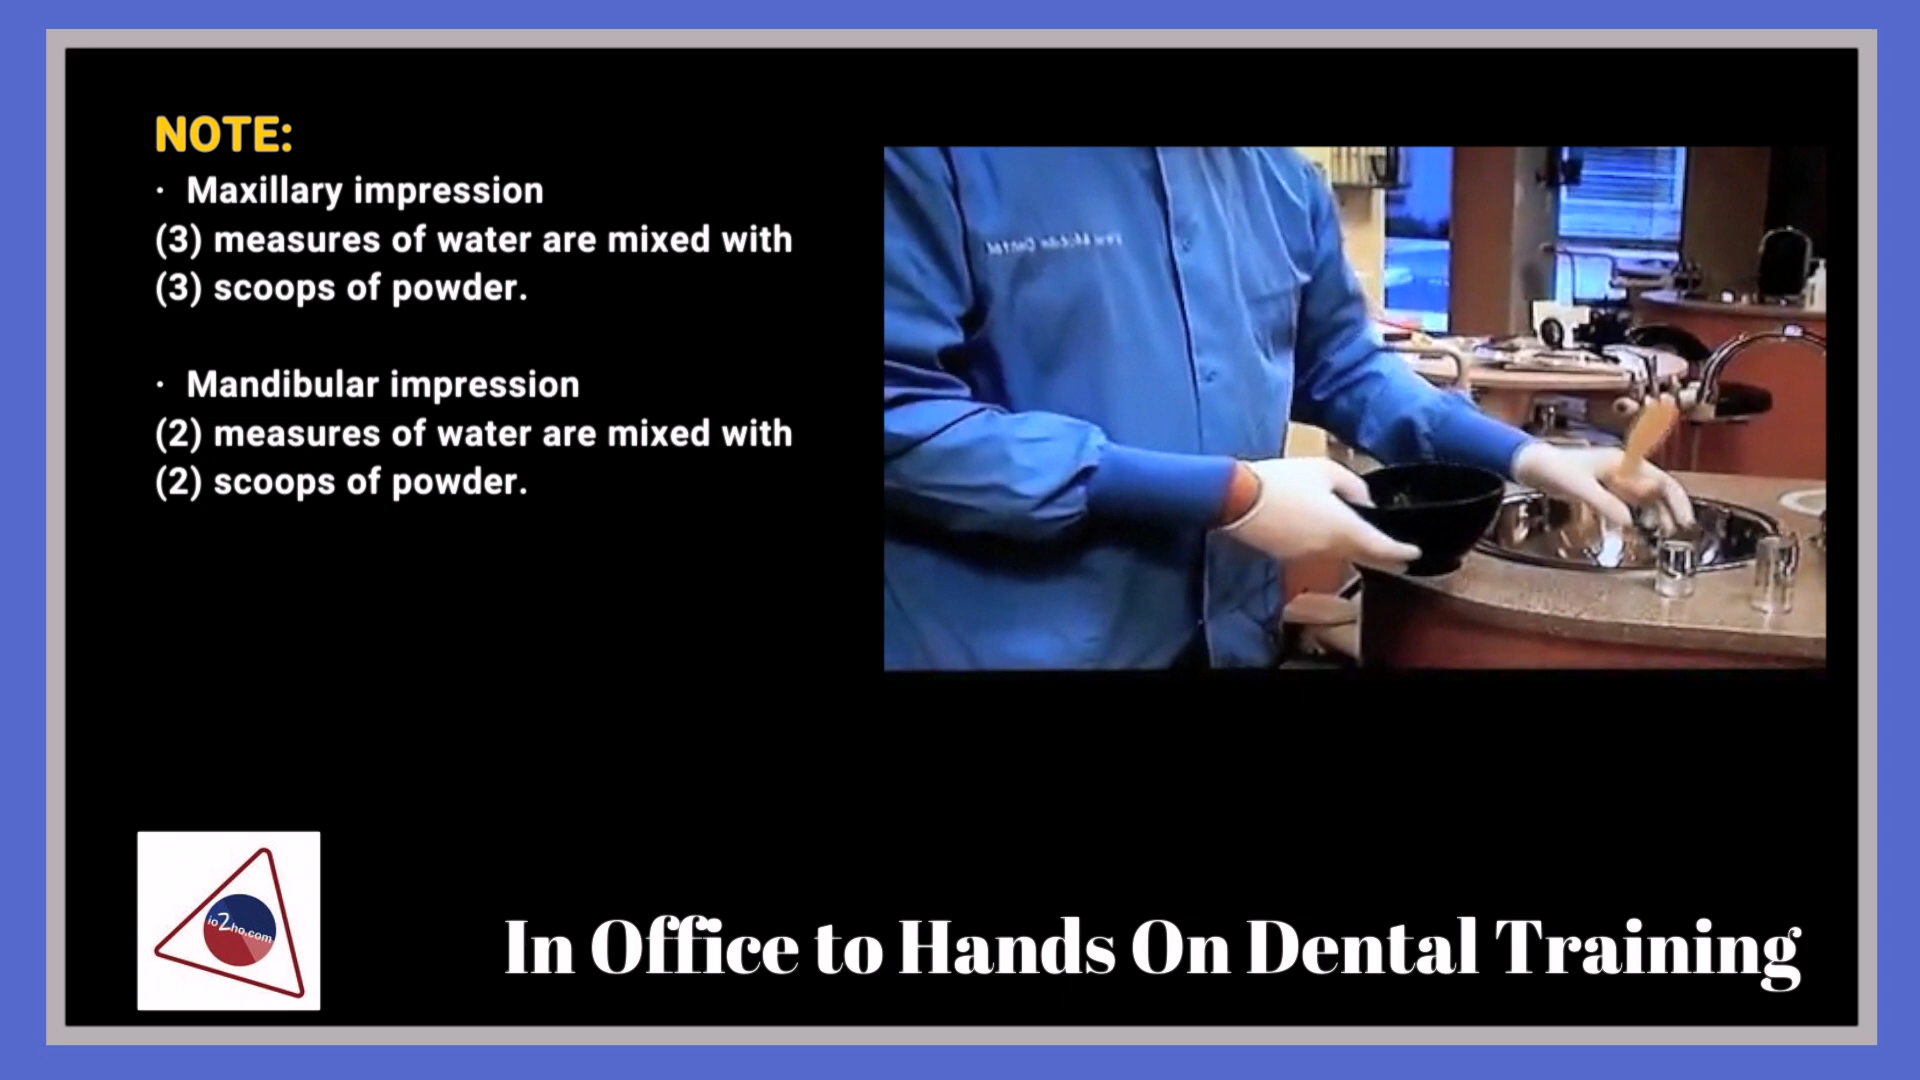 NOTE:
· Maxillary impression
(3) measures of water are mixed with
(3) scoops of powder.
· Mandibular impression
(2) measures of water are mixed with
(2) scoops of powder.
io2ho.com
In Office to Hands On Dental Training